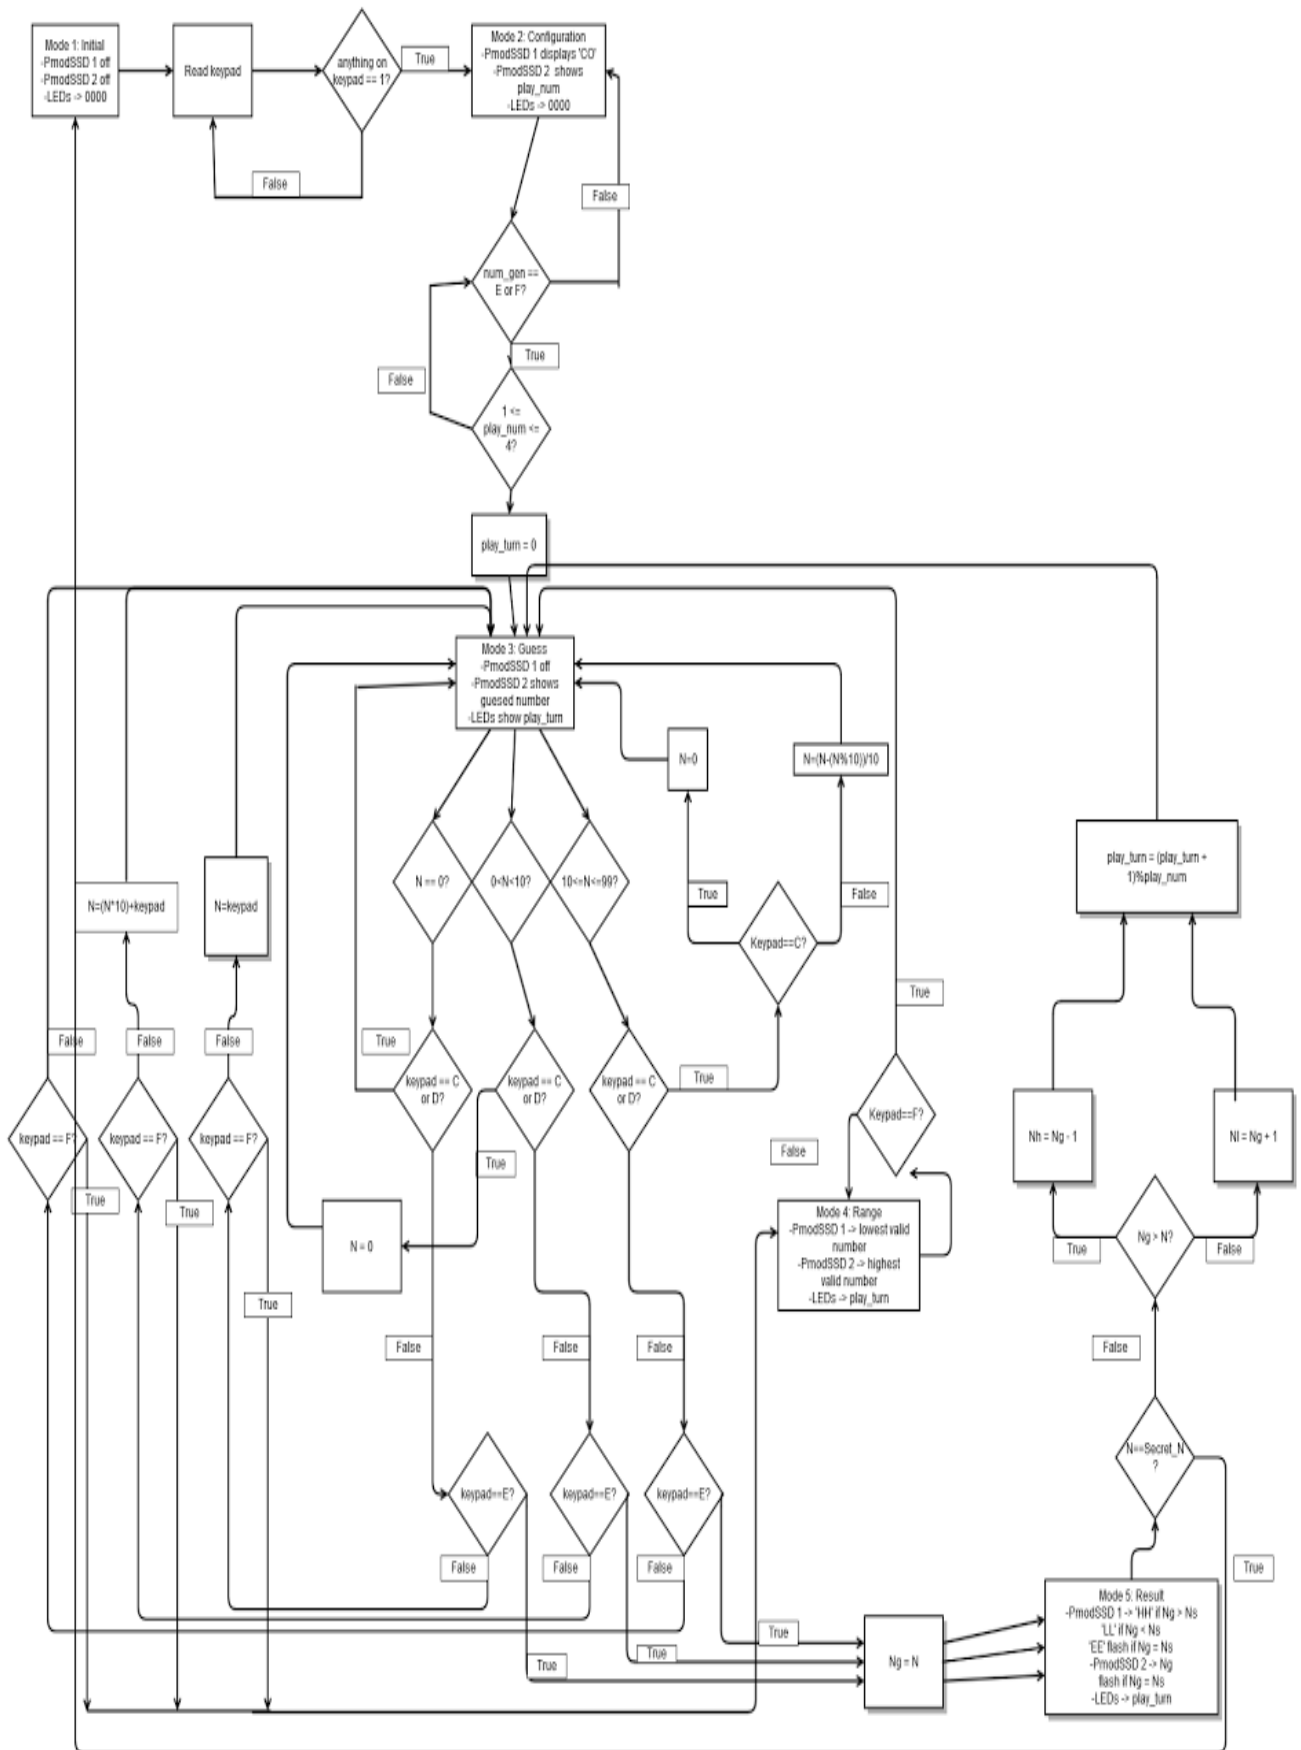 Mode 1: Initial
-PmodSSD 1 off
-PmodSSD 2 off
-LEDs -> 0000
Read keypad
anything on
keypad == 1?
True
False
Mode 2: Configuration
-PmodSSD 1 displays 'CO'
-PmodSSD 2 shows
play_num
-LEDs -> 0000
False
num_gen ==
E or F?
True
False
1 <=
play_num <=
4?
play_turn = 0
Mode 3: Guess
-PmodSSD 1 off
-PmodSSD 2 shows
guesed number
-LEDs show play_turn
N=0
N=(N-(N%10))/10
N == 0?
0<N<10?
10<=N<=99?
True
False
Keypad==C?
N=(N*10)+keypad
N=keypad
play_turn = (play_turn +
1)%play_num
True
False
False
False
True
keypad == C
or D?
keypad == C
or D?
keypad == C
or D?
True
keypad == F?
keypad == F?
keypad == F?
Keypad==F?
False
Nh = Ng - 1
Nl = Ng + 1
True
True
True
True
N = 0
Mode 4: Range
-PmodSSD 1 -> lowest valid
number
-PmodSSD 2 -> highest
valid number
-LEDs -> play_turn
Ng > N?
True
False
False
False
False
False
N==Secret_N
?
keypad==E?
keypad==E?
keypad==E?
False
False
False
True
True
True
True
Ng = N
Mode 5: Result
-PmodSSD 1 -> 'HH' if Ng > Ns
'LL' if Ng < Ns
'EE' flash if Ng = Ns
-PmodSSD 2 -> Ng
flash if Ng = Ns
-LEDs -> play_turn